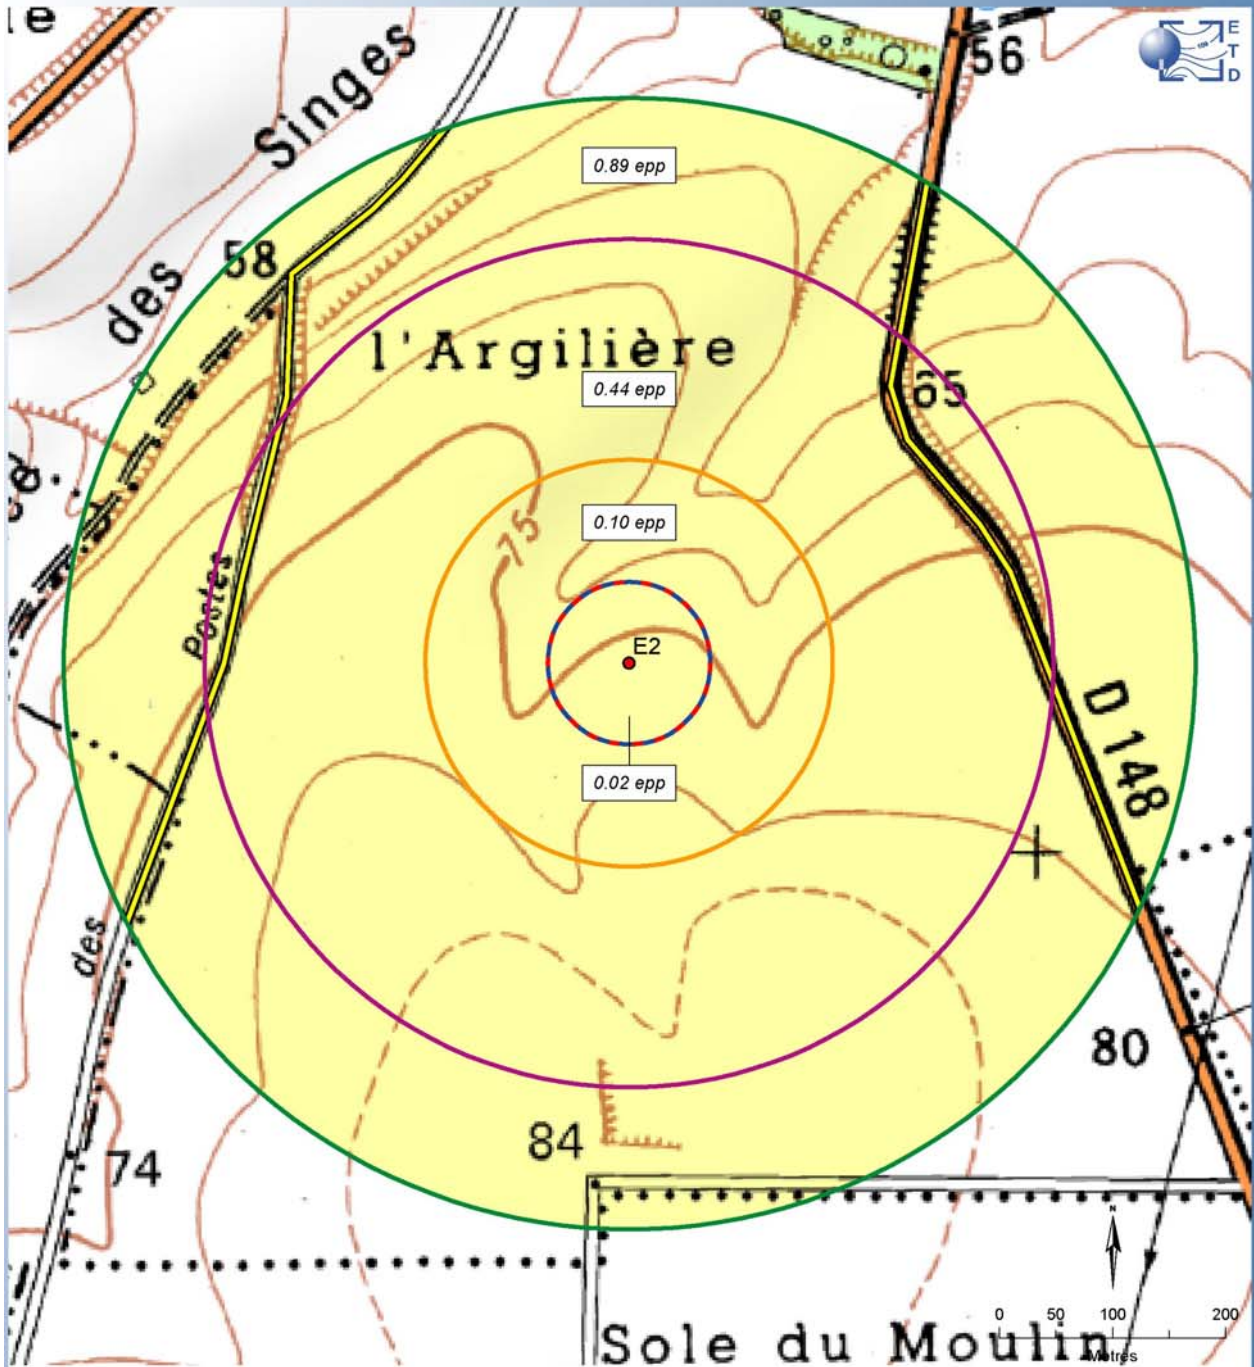 56
E
T
D
des Singes
0.89 epp
58
l'Argilière
0.44 epp
65
75
0.10 epp
Postes
E2
D 148
0.02 epp
des
80
84
74
N
0 50 100 200
Mètres
Sole du Moulin